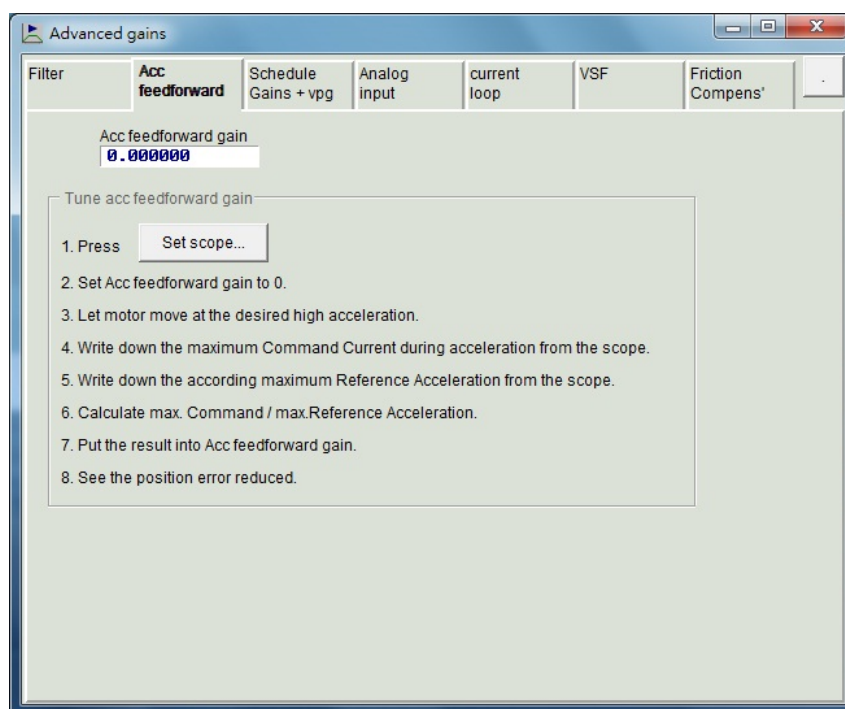 Advanced gains
Filter
Acc
feedforward
Schedule
Gains + vpg
Analog
input
current
loop
VSF
Friction
Compens'
.
Acc feedforward gain
0.000000
Tune acc feedforward gain
1. Press Set scope...
2. Set Acc feedforward gain to 0.
3. Let motor move at the desired high acceleration.
4. Write down the maximum Command Current during acceleration from the scope.
5. Write down the according maximum Reference Acceleration from the scope.
6. Calculate max. Command / max.Reference Acceleration.
7. Put the result into Acc feedforward gain.
8. See the position error reduced.